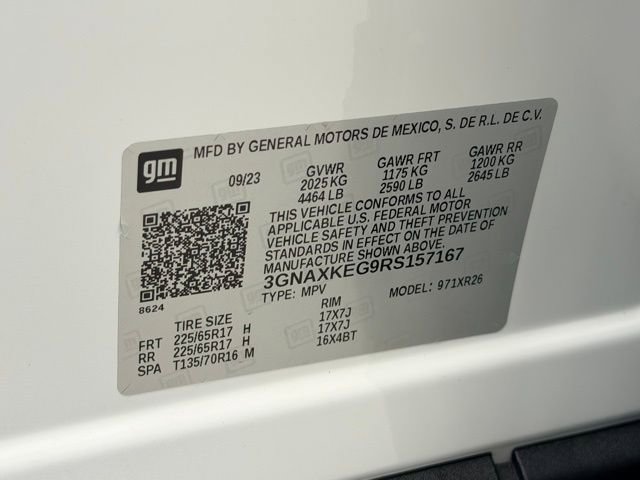 gm
MFD BY GENERAL MOTORS DE MEXICO, S. DE R.L. DE C.V.
09/23 GVWR GAWR FRT GAWR RR
2025 KG 1175 KG 1200 KG
4464 LB 2590 LB 2645 LB
THIS VEHICLE CONFORMS TO ALL
APPLICABLE U.S. FEDERAL MOTOR
VEHICLE SAFETY AND THEFT PREVENTION
STANDARDS IN EFFECT ON THE DATE OF
MANUFACTURE SHOWN ABOVE.
3GNAXKEG9RS157167
8624 TYPE: MPV MODEL: 971XR26
TIRE SIZE RIM
FRT 225/65R17 H 17X7J
RR 225/65R17 H 17X7J
SPA T135/70R16 M 16X4BT